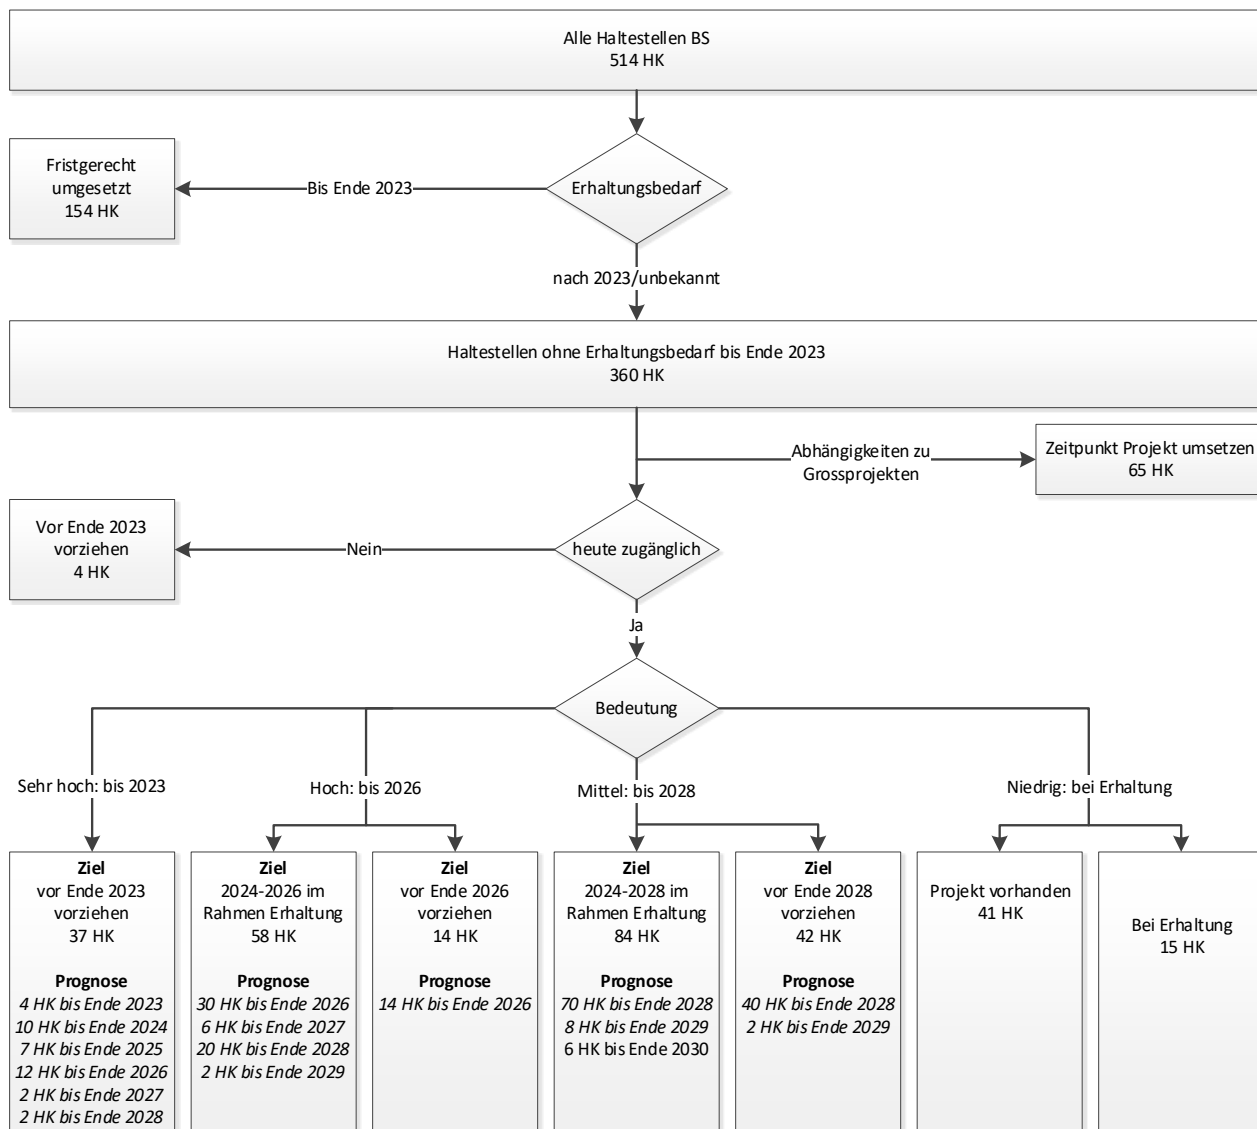 Alle Haltestellen BS
514 HK
Fristgerecht
umgesetzt
154 HK
Bis Ende 2023
Erhaltungsbedarf
nach 2023/unbekannt
Haltestellen ohne Erhaltungsbedarf bis Ende 2023
360 HK
Abhängigkeiten zu
Grossprojekten
Zeitpunkt Projekt umsetzen
65 HK
Vor Ende 2023
vorziehen
4 HK
Nein
heute zugänglich
Ja
Bedeutung
Sehr hoch: bis 2023
Hoch: bis 2026
Mittel: bis 2028
Niedrig: bei Erhaltung
Ziel
vor Ende 2023
vorziehen
37 HK
Prognose
4 HK bis Ende 2023
10 HK bis Ende 2024
7 HK bis Ende 2025
12 HK bis Ende 2026
2 HK bis Ende 2027
2 HK bis Ende 2028
Ziel
2024-2026 im
Rahmen Erhaltung
58 HK
Prognose
30 HK bis Ende 2026
6 HK bis Ende 2027
20 HK bis Ende 2028
2 HK bis Ende 2029
Ziel
vor Ende 2026
vorziehen
14 HK
Prognose
14 HK bis Ende 2026
Ziel
2024-2028 im
Rahmen Erhaltung
84 HK
Prognose
70 HK bis Ende 2028
8 HK bis Ende 2029
6 HK bis Ende 2030
Ziel
vor Ende 2028
vorziehen
42 HK
Prognose
40 HK bis Ende 2028
2 HK bis Ende 2029
Projekt vorhanden
41 HK
Bei Erhaltung
15 HK